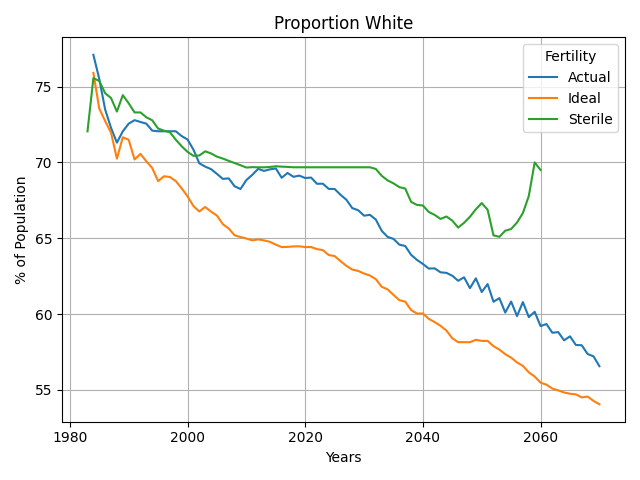 Proportion White
Fertility
Actual
Ideal
Sterile
75
70
65
60
55
% of Population
1980 2000 2020 2040 2060
Years